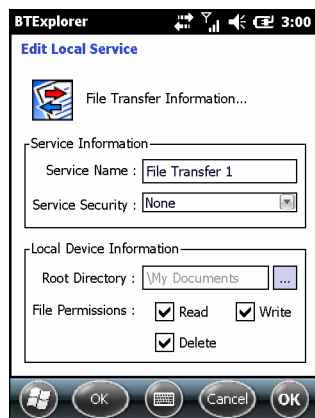 BTExplorer 3:00
Edit Local Service
File Transfer Information...
Service Information
Service Name : File Transfer 1
Service Security : None
Local Device Information
Root Directory : \My Documents ...
File Permissions : Read Write
Delete
OK Cancel OK